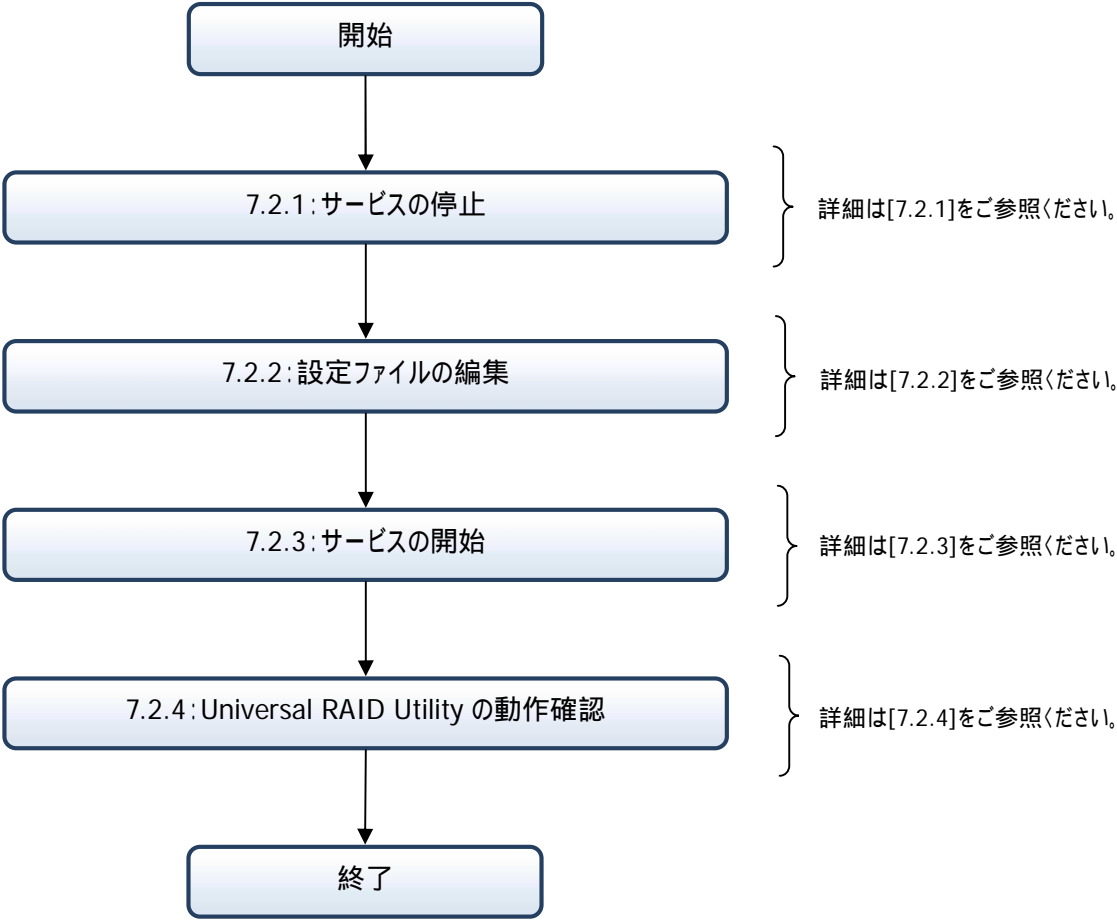 開始
7.2.1:サービスの停止
詳細は[7.2.1]をご参照ください。
7.2.2:設定ファイルの編集
詳細は[7.2.2]をご参照ください。
7.2.3:サービスの開始
詳細は[7.2.3]をご参照ください。
7.2.4:Universal RAID Utility の動作確認
詳細は[7.2.4]をご参照ください。
終了